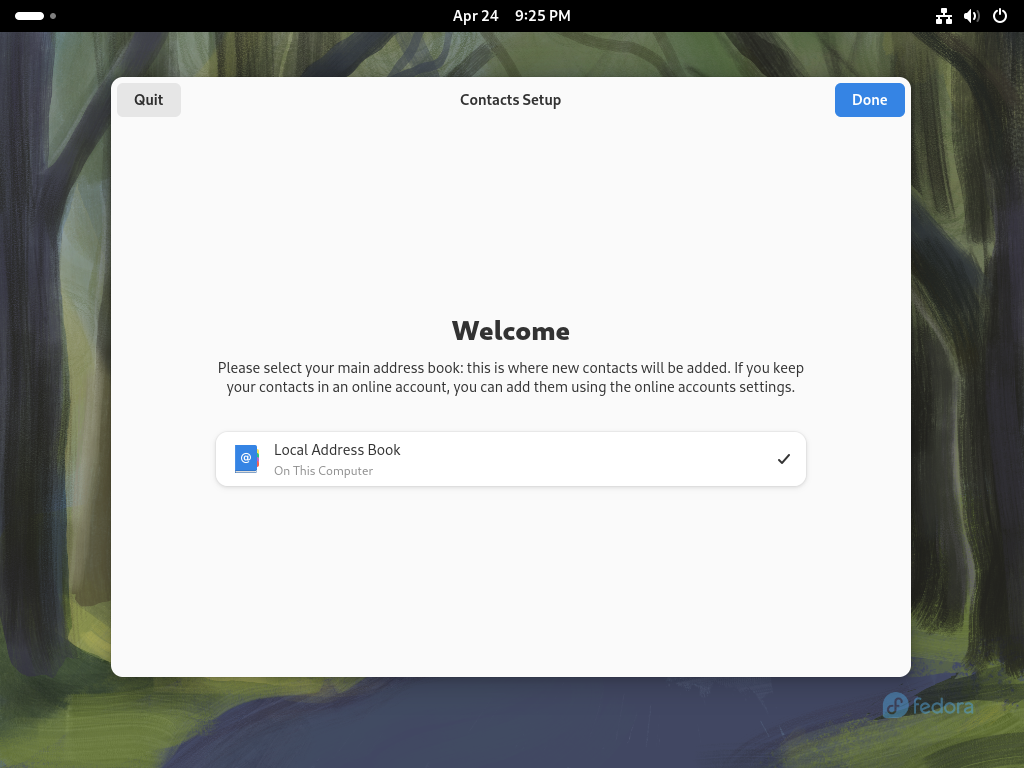 Apr 24 9:25 PM
Quit
Contacts Setup
Done
Welcome
Please select your main address book: this is where new contacts will be added. If you keep
your contacts in an online account, you can add them using the online accounts settings.
@
Local Address Book
On This Computer
fedora